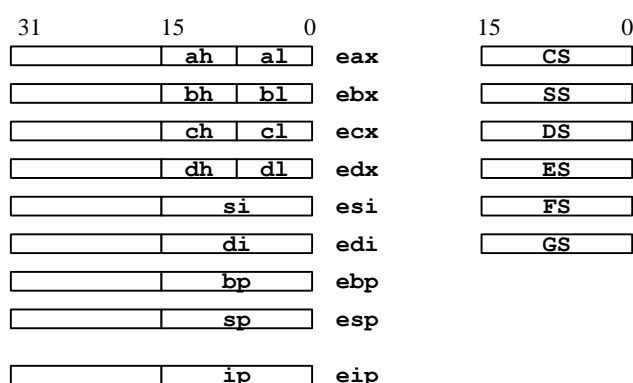 31 15 0 15 0
ah al eax CS
bh bl ebx SS
ch cl ecx DS
dh dl edx ES
si esi FS
di edi GS
bp ebp
sp esp
ip eip